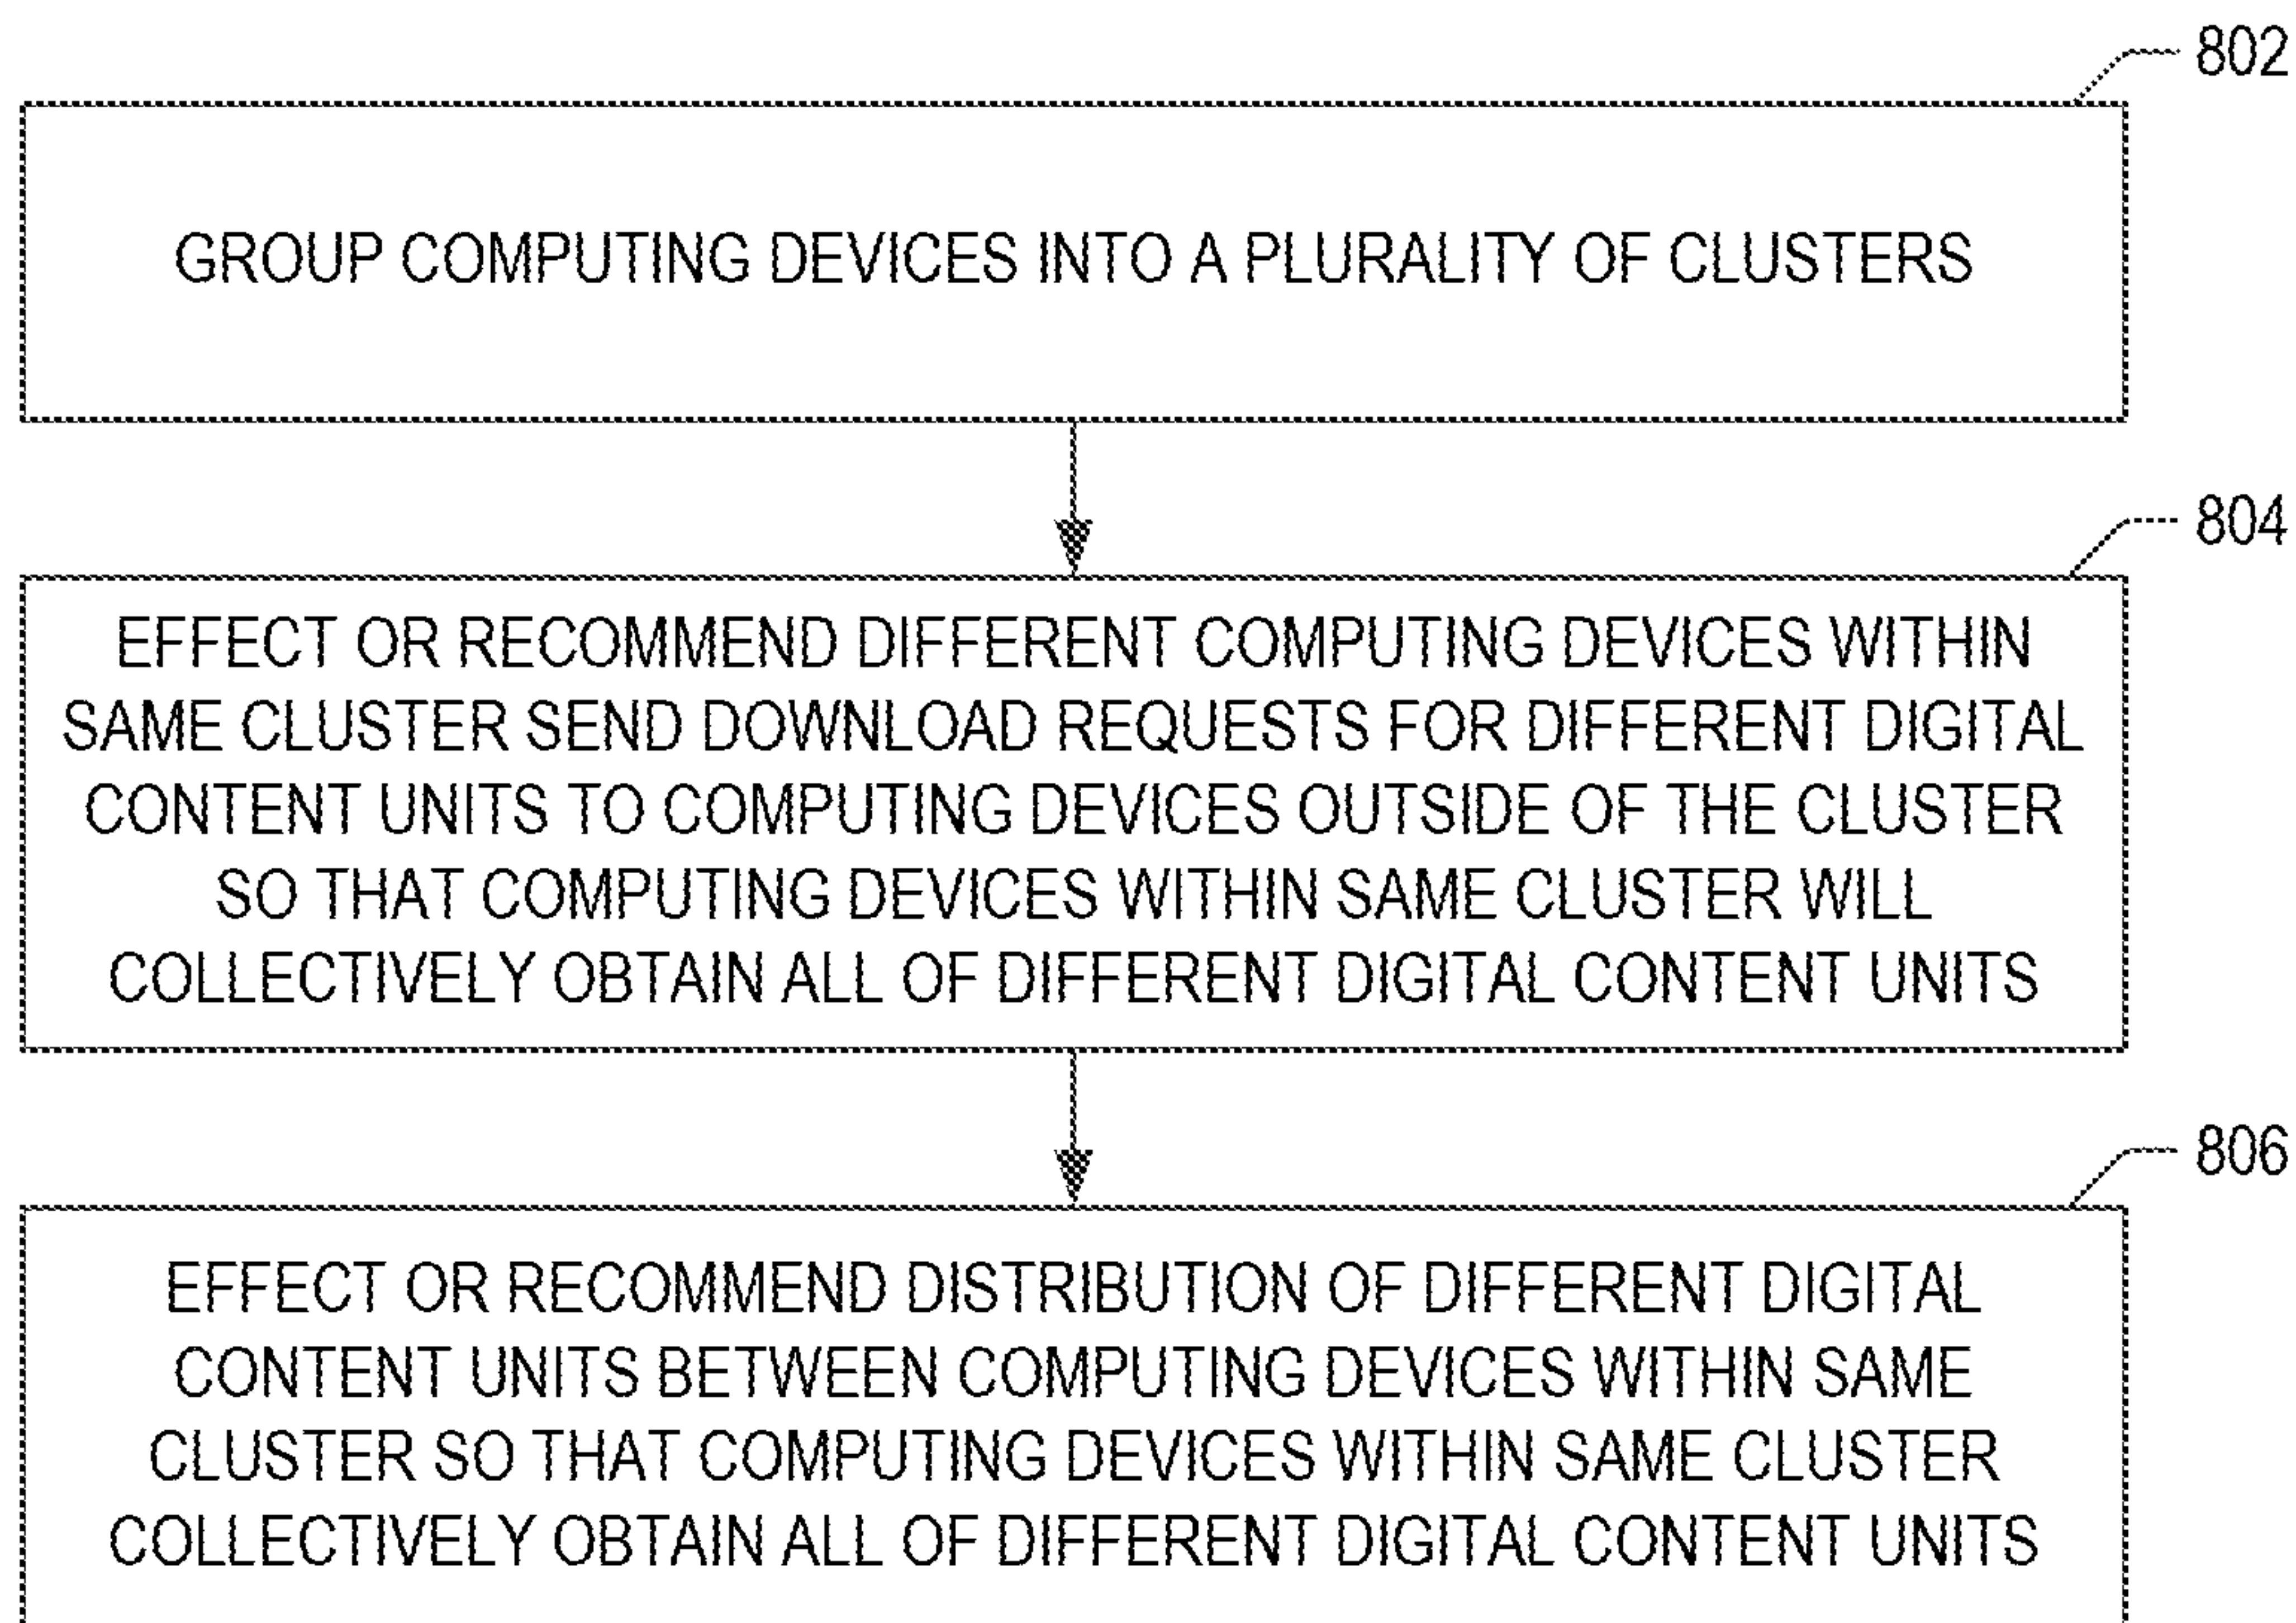 802
GROUP COMPUTING DEVICES INTO A PLURALITY OF CLUSTERS
804
EFFECT OR RECOMMEND DIFFERENT COMPUTING DEVICES WITHIN
SAME CLUSTER SEND DOWNLOAD REQUESTS FOR DIFFERENT DIGITAL
CONTENT UNITS TO COMPUTING DEVICES OUTSIDE OF THE CLUSTER
SO THAT COMPUTING DEVICES WITHIN SAME CLUSTER WILL
COLLECTIVELY OBTAIN ALL OF DIFFERENT DIGITAL CONTENT UNITS
806
EFFECT OR RECOMMEND DISTRIBUTION OF DIFFERENT DIGITAL
CONTENT UNITS BETWEEN COMPUTING DEVICES WITHIN SAME
CLUSTER SO THAT COMPUTING DEVICES WITHIN SAME CLUSTER
COLLECTIVELY OBTAIN ALL OF DIFFERENT DIGITAL CONTENT UNITS